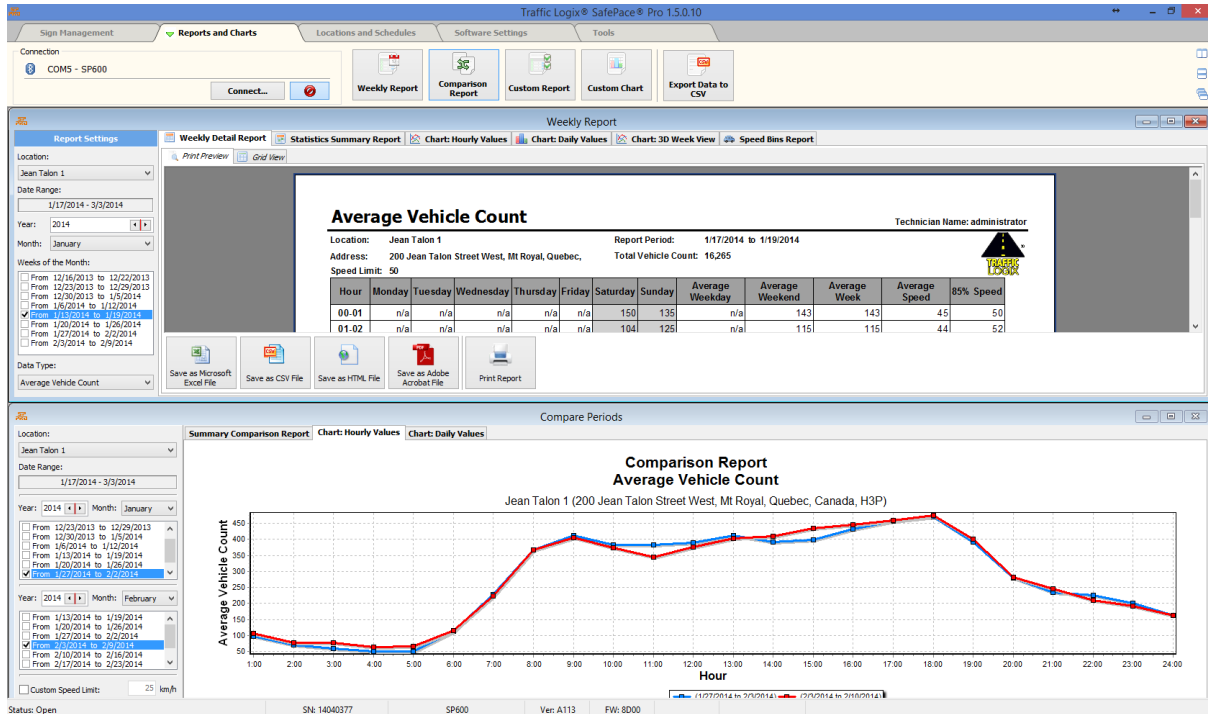 Traffic Logix® SafePace® Pro 1.5.0.10
Sign Management Reports and Charts Locations and Schedules Software Settings Tools
Connection
COM5 - SP600
Connect...
Weekly Report
Comparison Report
Custom Report
Custom Chart
Export Data to CSV
Weekly Report
Report Settings
Location:
Jean Talon 1
Date Range:
1/17/2014 - 3/3/2014
Year: 2014
Month: January
Weeks of the Month:
From 12/16/2013 to 12/22/2013
From 12/23/2013 to 12/29/2013
From 12/30/2013 to 1/5/2014
From 1/6/2014 to 1/12/2014
From 1/13/2014 to 1/19/2014
From 1/20/2014 to 1/26/2014
From 1/27/2014 to 2/2/2014
From 2/3/2014 to 2/9/2014
Data Type:
Average Vehicle Count
Weekly Detail Report Statistics Summary Report Chart: Hourly Values Chart: Daily Values Chart: 3D Week View Speed Bins Report
Print Preview Grid View
Average Vehicle Count
Technician Name: administrator
Location: Jean Talon 1 Report Period: 1/17/2014 to 1/19/2014
Address: 200 Jean Talon Street West, Mt Royal, Quebec, Total Vehicle Count: 16,265
Speed Limit: 50
TRAFFIC
LOGIX
Hour Monday Tuesday Wednesday Thursday Friday Saturday Sunday Average Weekday Average Weekend Average Week Average Speed 85% Speed
00-01 n/a n/a n/a n/a n/a 150 135 n/a 143 143 45 50
01-02 n/a n/a n/a n/a n/a 104 125 n/a 115 115 44 52
Save as Microsoft Excel File
Save as CSV File
Save as HTML File
Save as Adobe Acrobat File
Print Report
Compare Periods
Location:
Jean Talon 1
Date Range:
1/17/2014 - 3/3/2014
Year: 2014 Month: January
From 12/23/2013 to 12/29/2013
From 12/30/2013 to 1/5/2014
From 1/6/2014 to 1/12/2014
From 1/13/2014 to 1/19/2014
From 1/20/2014 to 1/26/2014
From 1/27/2014 to 2/2/2014
Year: 2014 Month: February
From 1/13/2014 to 1/19/2014
From 1/20/2014 to 1/26/2014
From 1/27/2014 to 2/2/2014
From 2/3/2014 to 2/9/2014
From 2/10/2014 to 2/16/2014
From 2/17/2014 to 2/23/2014
Custom Speed Limit: 25 km/h
Summary Comparison Report Chart: Hourly Values Chart: Daily Values
Comparison Report
Average Vehicle Count
Jean Talon 1 (200 Jean Talon Street West, Mt Royal, Quebec, Canada, H3P)
Average Vehicle Count
450
400
350
300
250
200
150
100
50
1:00 2:00 3:00 4:00 5:00 6:00 7:00 8:00 9:00 10:00 11:00 12:00 13:00 14:00 15:00 16:00 17:00 18:00 19:00 20:00 21:00 22:00 23:00 24:00
Hour
(1/27/2014 to 2/3/2014) (2/3/2014 to 2/10/2014)
Status: Open SN: 14040377 SP600 Ver: A113 FW: 8D00